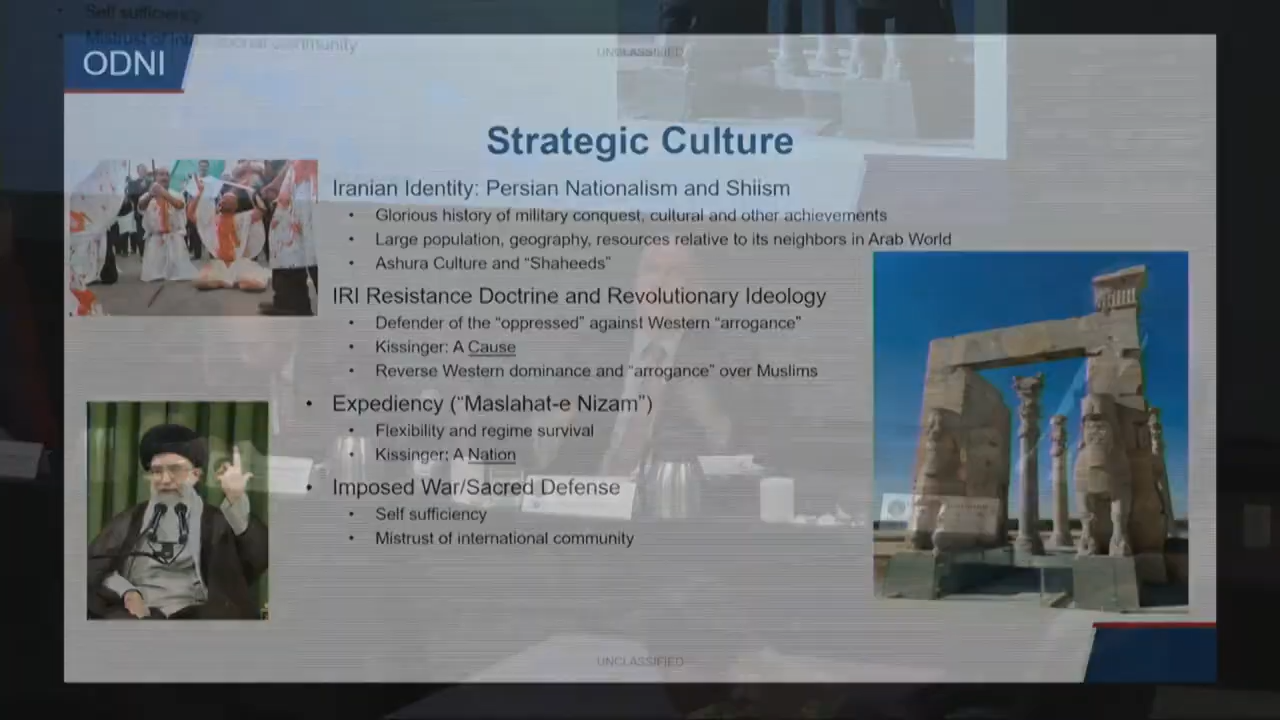 Self sufficiency
Mistrust of international community
UNCLASSIFIED
ODNI
Strategic Culture
Iranian Identity: Persian Nationalism and Shiism
• Glorious history of military conquest, cultural and other achievements
• Large population, geography, resources relative to its neighbors in Arab World
• Ashura Culture and “Shaheeds”
IRI Resistance Doctrine and Revolutionary Ideology
• Defender of the “oppressed” against Western “arrogance”
• Kissinger: A Cause
• Reverse Western dominance and “arrogance” over Muslims
• Expediency (“Maslahat-e Nizam”)
• Flexibility and regime survival
• Kissinger: A Nation
• Imposed War/Sacred Defense
• Self sufficiency
• Mistrust of international community
UNCLASSIFIED